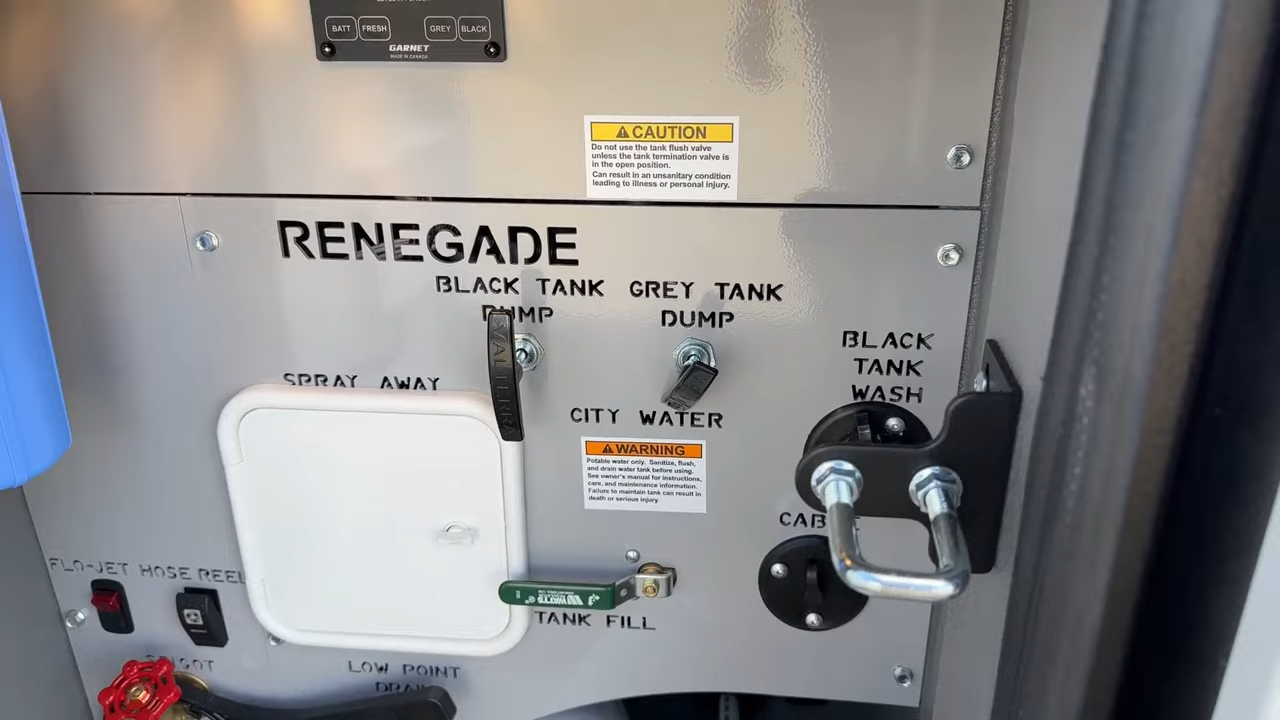 BATT FRESH GREY BLACK
GARNET
MADE IN CANADA
CAUTION
Do not use the tank flush valve
unless the tank termination valve is
in the open position.
Can result in an unsanitary condition
leading to illness or personal injury.
RENEGADE
BLACK TANK
DUMP
GREY TANK
DUMP
VALTERRA
BLACK
TANK
WASH
SPRAY AWAY
CITY WATER
WARNING
Potable water only. Sanitize, flush,
and drain water tank before using.
See owner's manual for instructions,
care, and maintenance information.
Failure to maintain tank can result in
death or serious injury.
FLO-JET HOSE REEL
WATTS
TANK FILL
LOW POINT
DRAIN